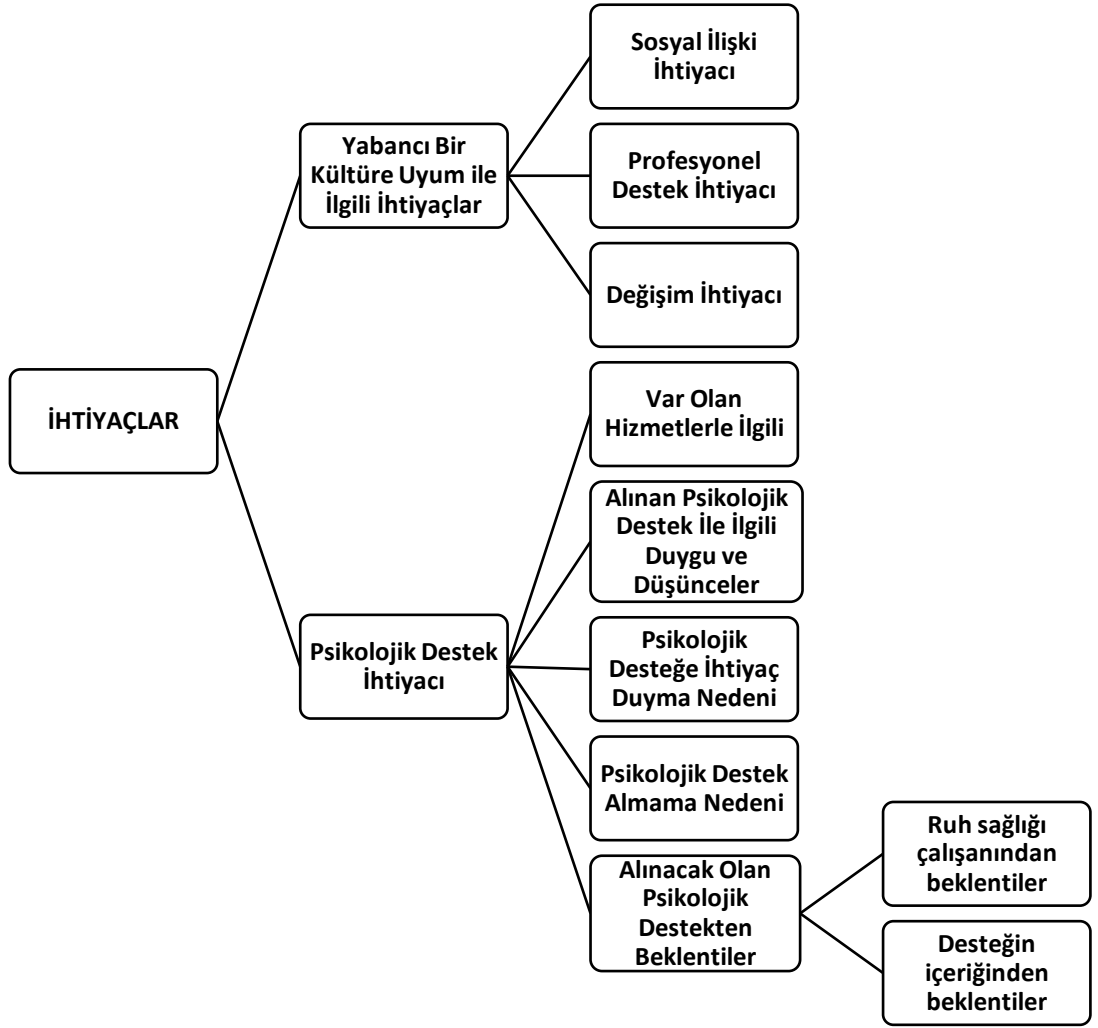 Sosyal İlişki
İhtiyacı
Yabancı Bir
Kültüre Uyum ile
İlgili İhtiyaçlar
Profesyonel
Destek İhtiyacı
Değişim İhtiyacı
İHTİYAÇLAR
Var Olan
Hizmetlerle İlgili
Alınan Psikolojik
Destek İle İlgili
Duygu ve
Düşünceler
Psikolojik Destek
İhtiyacı
Psikolojik
Desteğe İhtiyaç
Duyma Nedeni
Psikolojik Destek
Almama Nedeni
Alınacak Olan
Psikolojik
Destekten
Beklentiler
Ruh sağlığı
çalışanından
beklentiler
Desteğin
içeriğinden
beklentiler